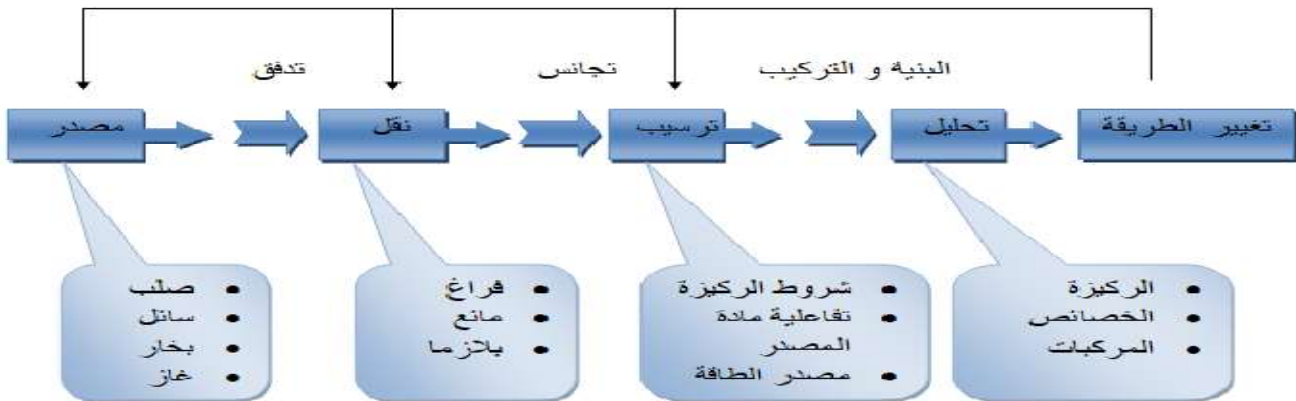 تدفق
تجانس
البنية و التركيب
مصدر
نقل
ترسيب
تحليل
تغيير الطريقة
• صلب
• سائل
• بخار
• غاز
• فراغ
• مائع
• بلازما
• شروط الركيزة
• تفاعلية مادة
المصدر
• مصدر الطاقة
• الركيزة
• الخصائص
• المركبات